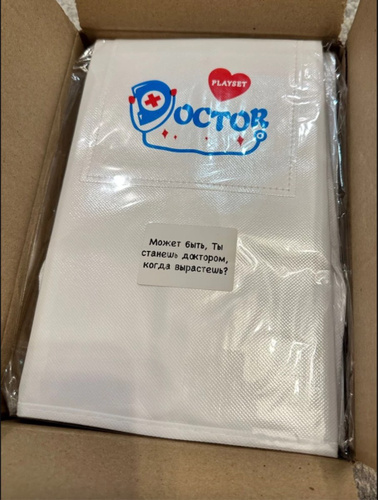 PLAYSET
DOCTOR
Может быть, Ты
станешь доктором,
когда вырастешь?